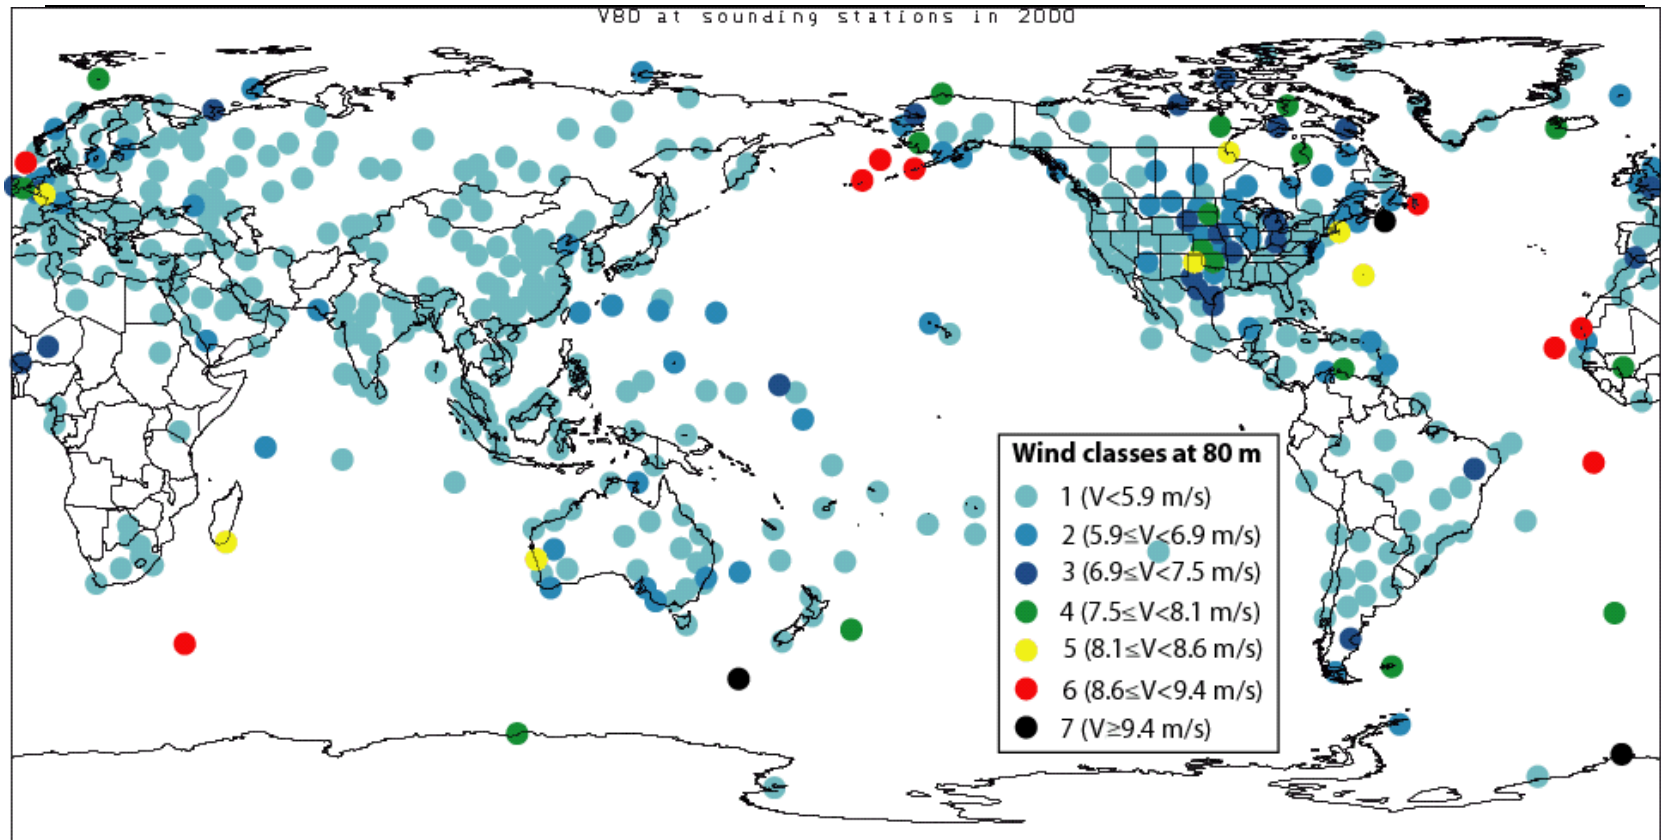 V80 at sounding stations in 2000
Wind classes at 80 m
1 (V<5.9 m/s)
2 (5.9≤V<6.9 m/s)
3 (6.9≤V<7.5 m/s)
4 (7.5≤V<8.1 m/s)
5 (8.1≤V<8.6 m/s)
6 (8.6≤V<9.4 m/s)
7 (V≥9.4 m/s)